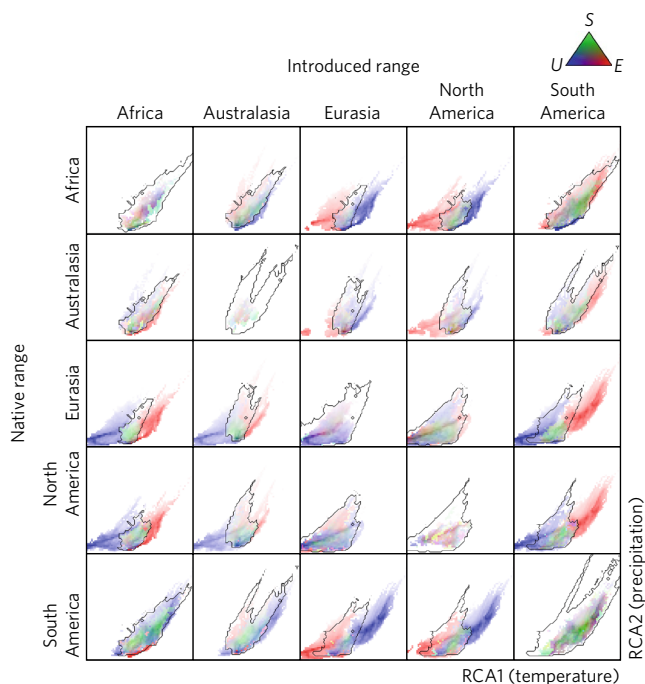 S
U E
Introduced range
Africa
Australasia
Eurasia
North
America
South
America
Native range
Africa
Australasia
Eurasia
North
America
South
America
RCA2 (precipitation)
RCA1 (temperature)